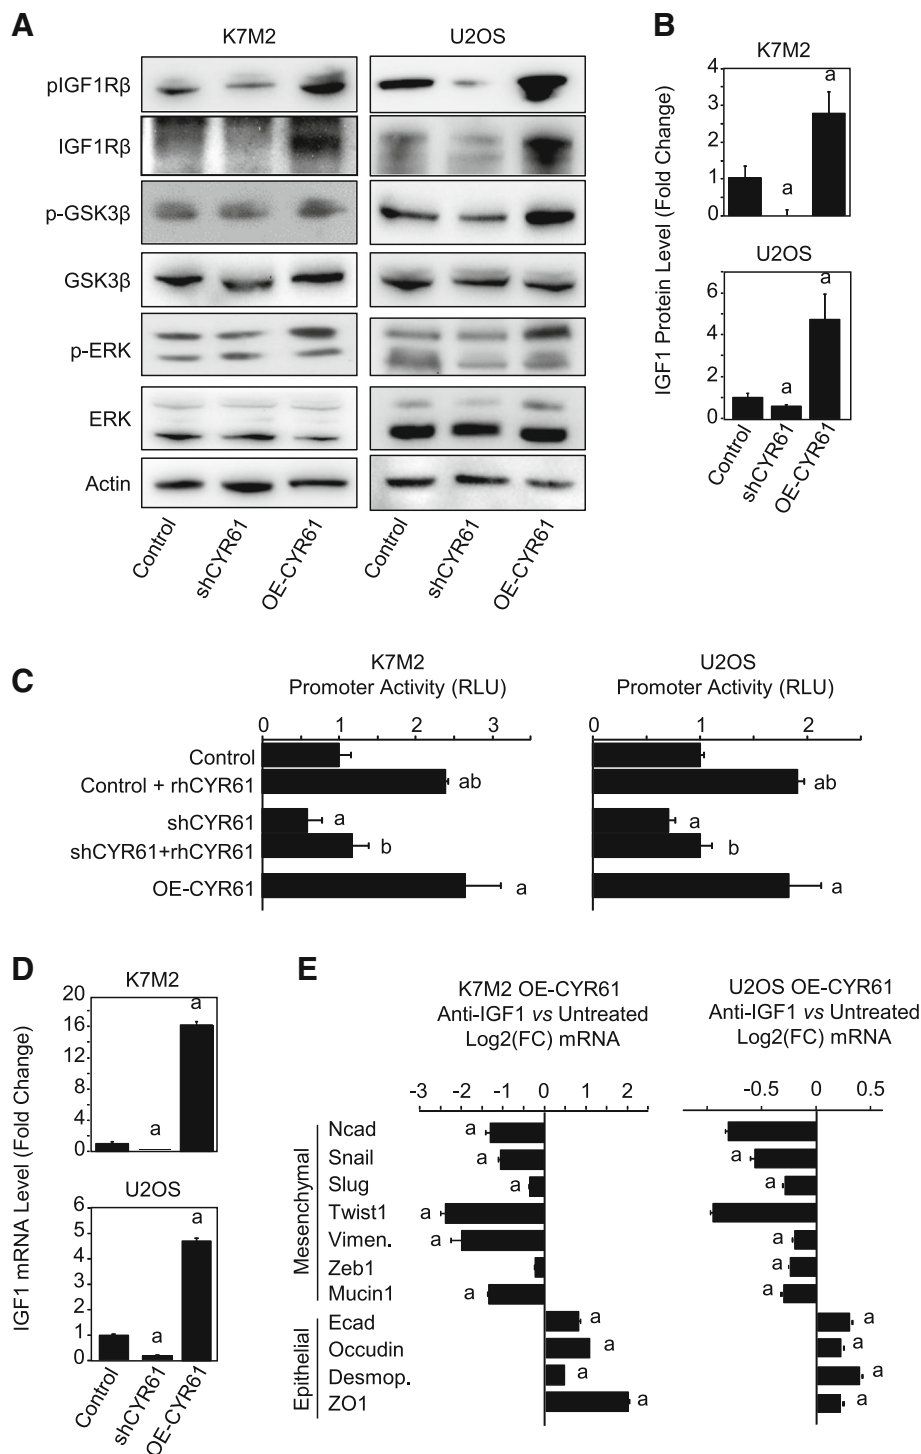 A
K7M2
U2OS
pIGF1Rβ
IGF1Rβ
p-GSK3β
GSK3β
p-ERK
ERK
Actin
Control
shCYR61
OE-CYR61
Control
shCYR61
OE-CYR61
B
K7M2
IGF1 Protein Level (Fold Change)
4
3
2
1
0
a
a
U2OS
6
4
2
0
a
a
Control
shCYR61
OE-CYR61
C
K7M2
Promoter Activity (RLU)
0 1 2 3
U2OS
Promoter Activity (RLU)
0 1 2
Control
Control + rhCYR61 ab ab
shCYR61 a a
shCYR61+rhCYR61 b b
OE-CYR61 a a
D
K7M2
IGF1 mRNA Level (Fold Change)
20
16
12
8
4
0
a
a
U2OS
6
5
4
3
2
1
0
a
a
Control
shCYR61
OE-CYR61
E
K7M2 OE-CYR61
Anti-IGF1 vs Untreated
Log2(FC) mRNA
-3 -2 -1 0 1 2
U2OS OE-CYR61
Anti-IGF1 vs Untreated
Log2(FC) mRNA
-0.5 0 0.5
Mesenchymal
Ncad a
Snail a a
Slug a a
Twist1 a
Vimen. a a
Zeb1 a
Mucin1 a a
Epithelial
Ecad a a
Occudin a a
Desmop. a a
ZO1 a a